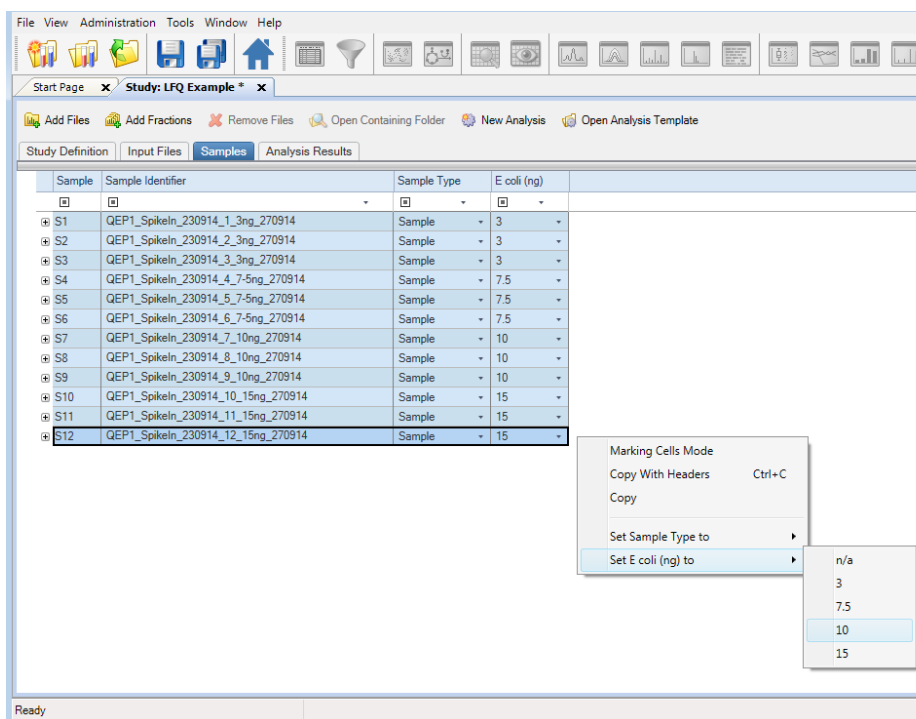 File View Administration Tools Window Help
Start Page x Study: LFQ Example * x
Add Files Add Fractions Remove Files Open Containing Folder New Analysis Open Analysis Template
Study Definition Input Files Samples Analysis Results
Sample Sample Identifier Sample Type E coli (ng)
S1 QEP1_SpikeIn_230914_1_3ng_270914 Sample 3
S2 QEP1_SpikeIn_230914_2_3ng_270914 Sample 3
S3 QEP1_SpikeIn_230914_3_3ng_270914 Sample 3
S4 QEP1_SpikeIn_230914_4_7-5ng_270914 Sample 7.5
S5 QEP1_SpikeIn_230914_5_7-5ng_270914 Sample 7.5
S6 QEP1_SpikeIn_230914_6_7-5ng_270914 Sample 7.5
S7 QEP1_SpikeIn_230914_7_10ng_270914 Sample 10
S8 QEP1_SpikeIn_230914_8_10ng_270914 Sample 10
S9 QEP1_SpikeIn_230914_9_10ng_270914 Sample 10
S10 QEP1_SpikeIn_230914_10_15ng_270914 Sample 15
S11 QEP1_SpikeIn_230914_11_15ng_270914 Sample 15
S12 QEP1_SpikeIn_230914_12_15ng_270914 Sample 15
Marking Cells Mode
Copy With Headers Ctrl+C
Copy
Set Sample Type to
Set E coli (ng) to
n/a
3
7.5
10
15
Ready